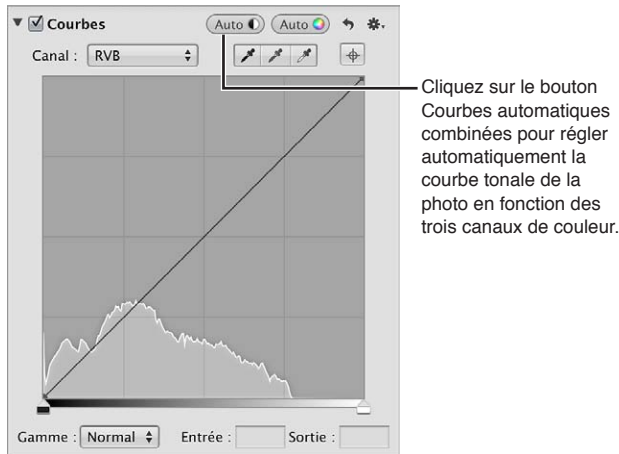 Courbes
Auto
Auto
Canal :
RVB
Cliquez sur le bouton
Courbes automatiques
combinées pour régler
automatiquement la
courbe tonale de la
photo en fonction des
trois canaux de couleur.
Gamme :
Normal
Entrée :
Sortie :